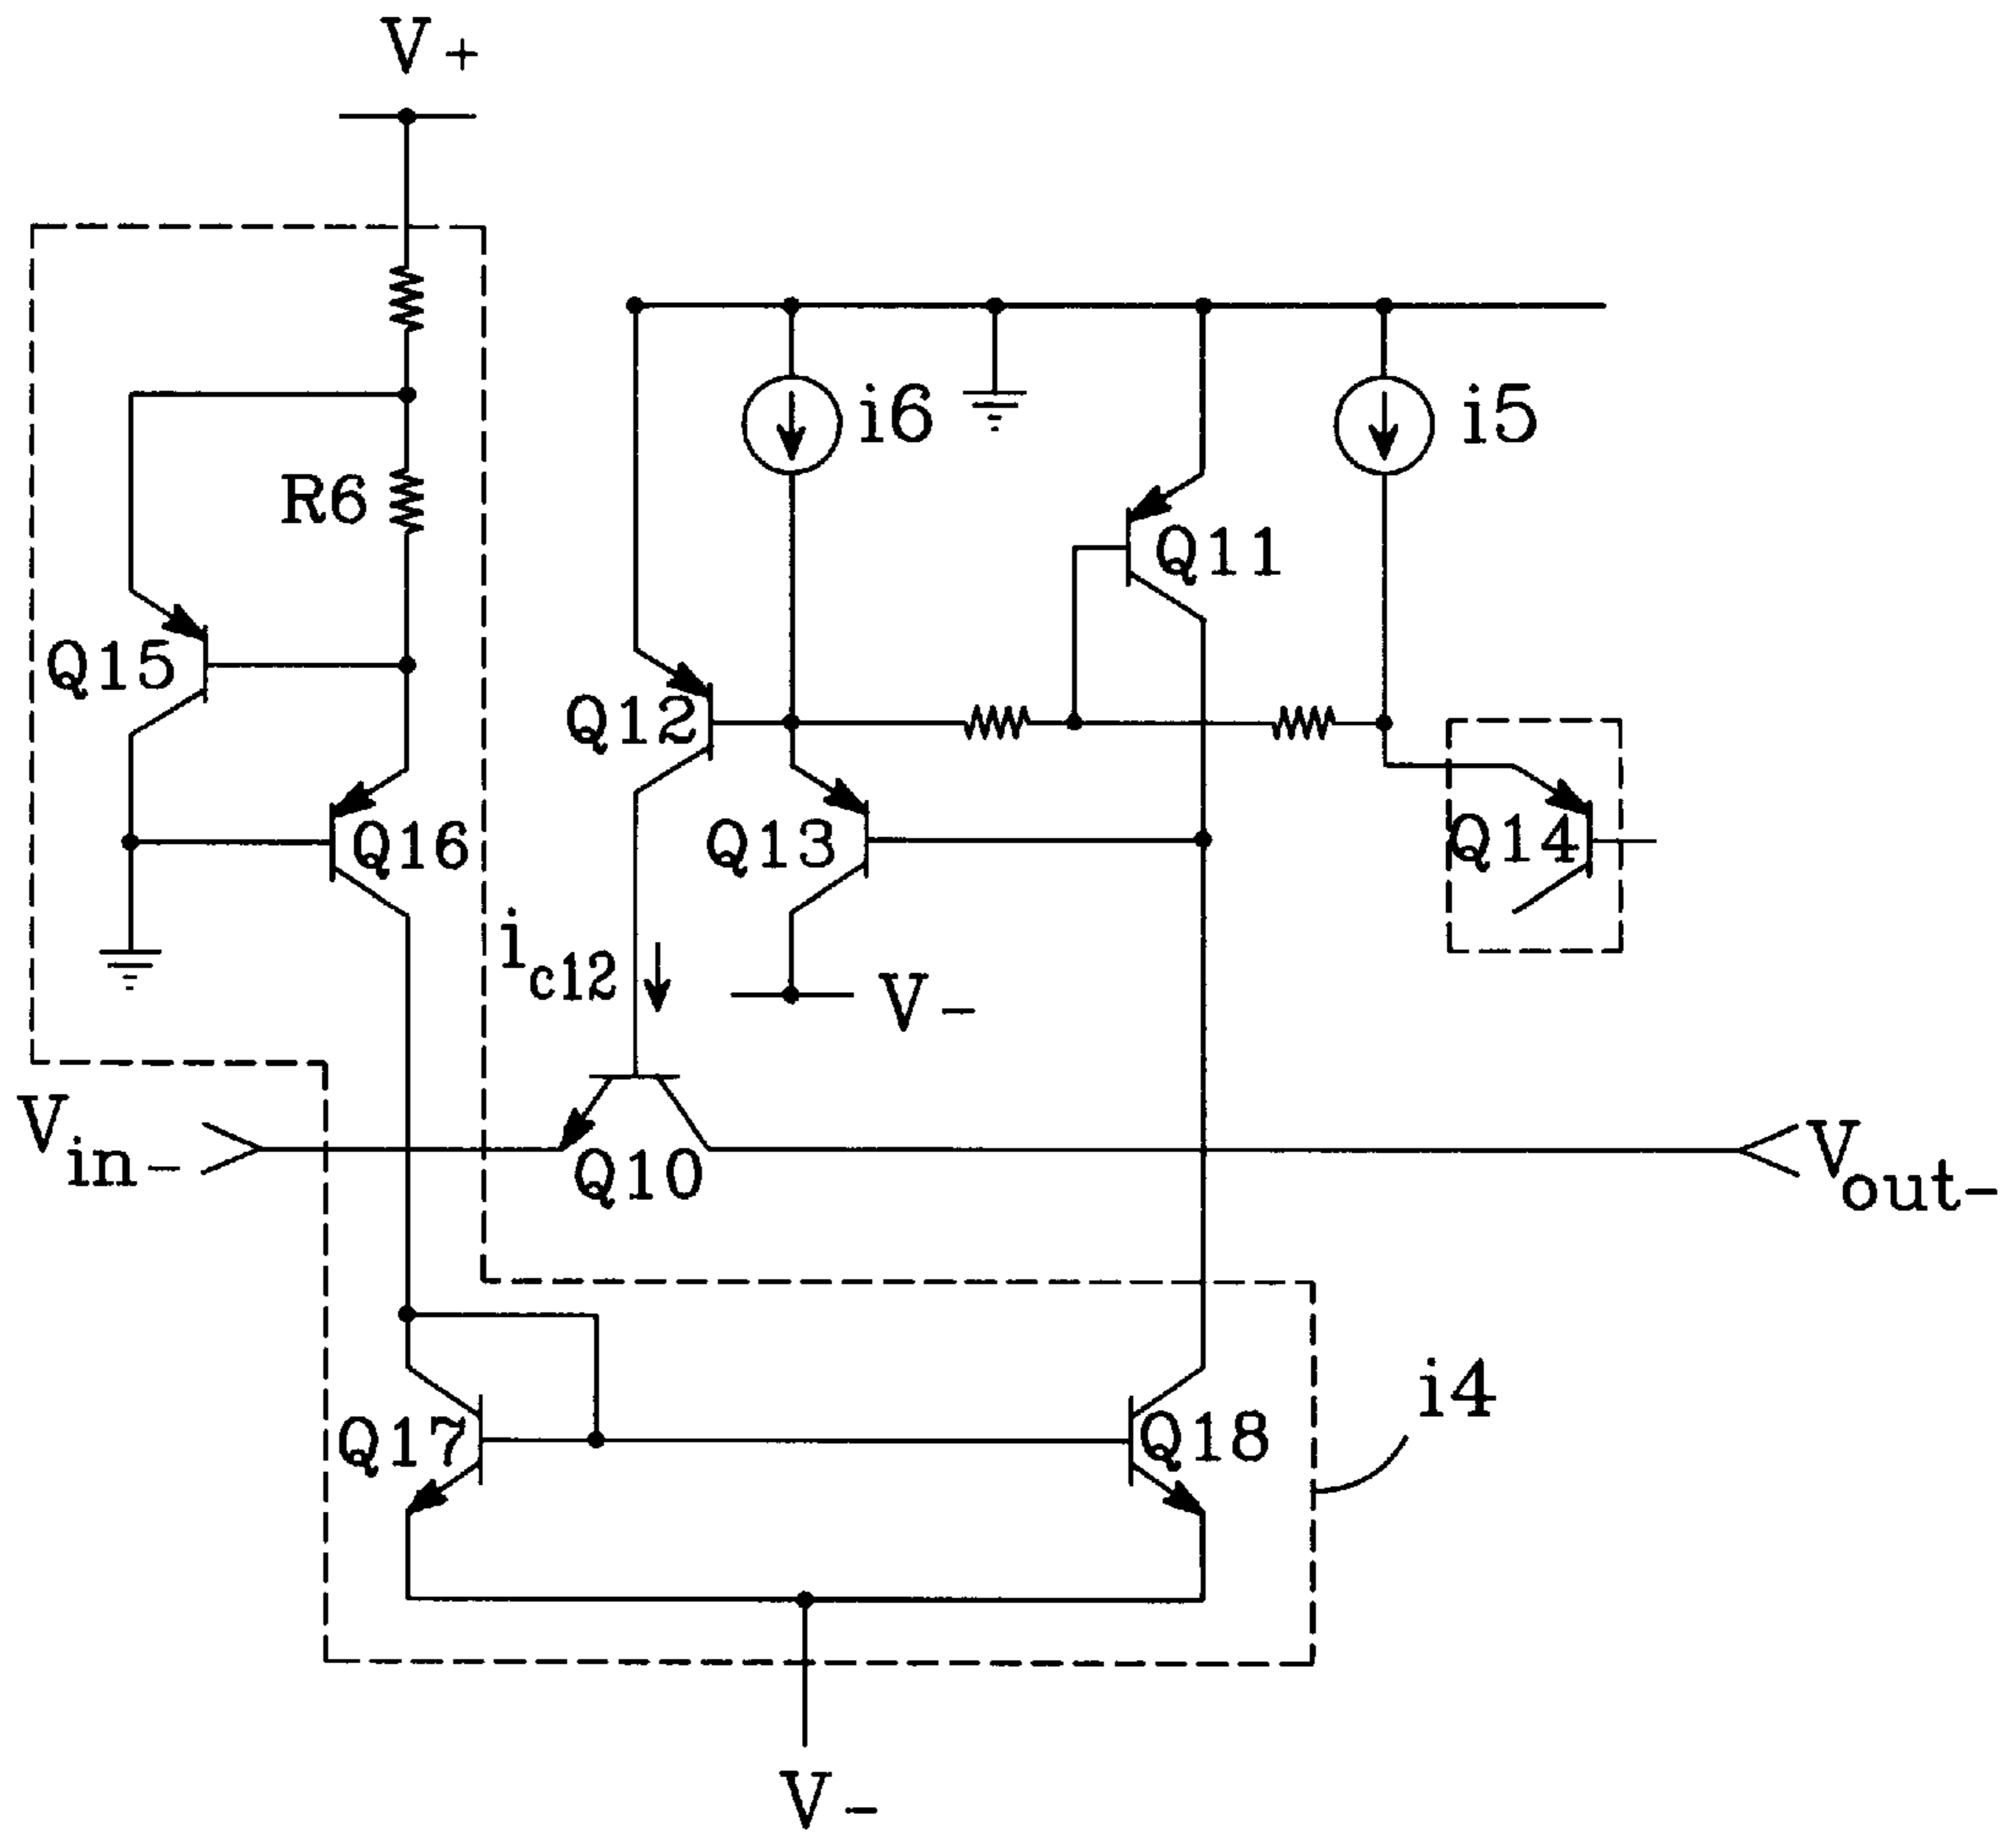 V+
i6
i5
R6
Q11
Q15
Q12
Q16
Q13
Q14
ic12
V-
Vin-
Q10
Vout-
i4
Q17
Q18
V-